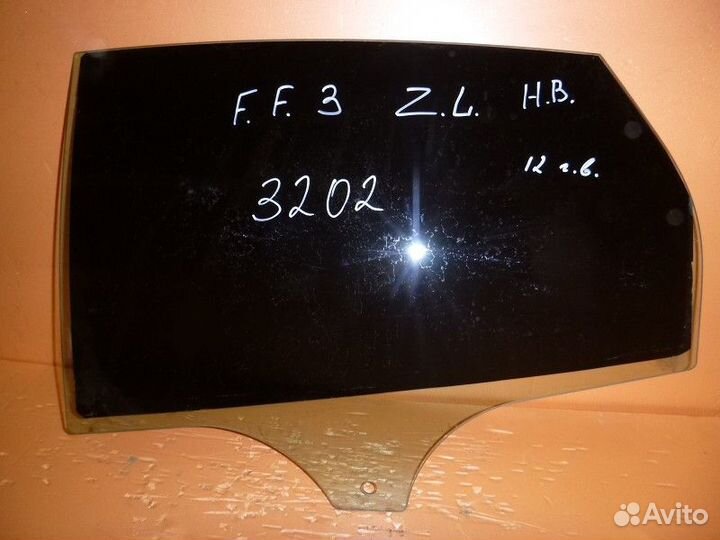 F. F. 3 Z.L. H.B.
12 г.в.
3202
Avito